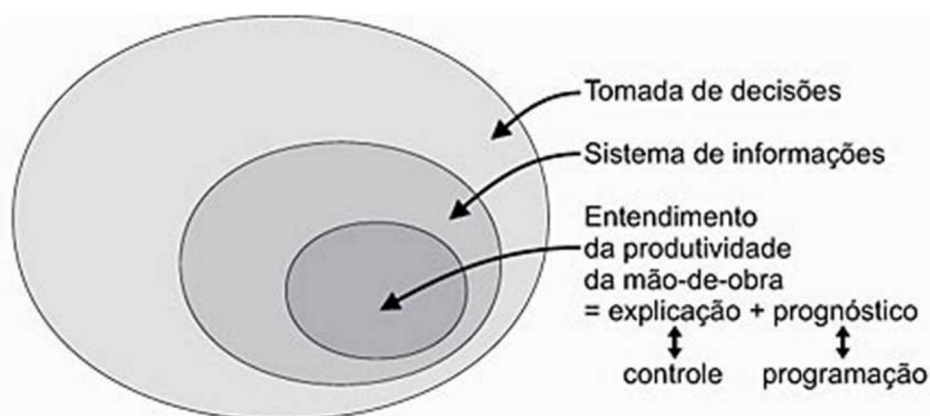 Tomada de decisões
Sistema de informações
Entendimento
da produtividade
da mão-de-obra
= explicação + prognóstico
controle programação